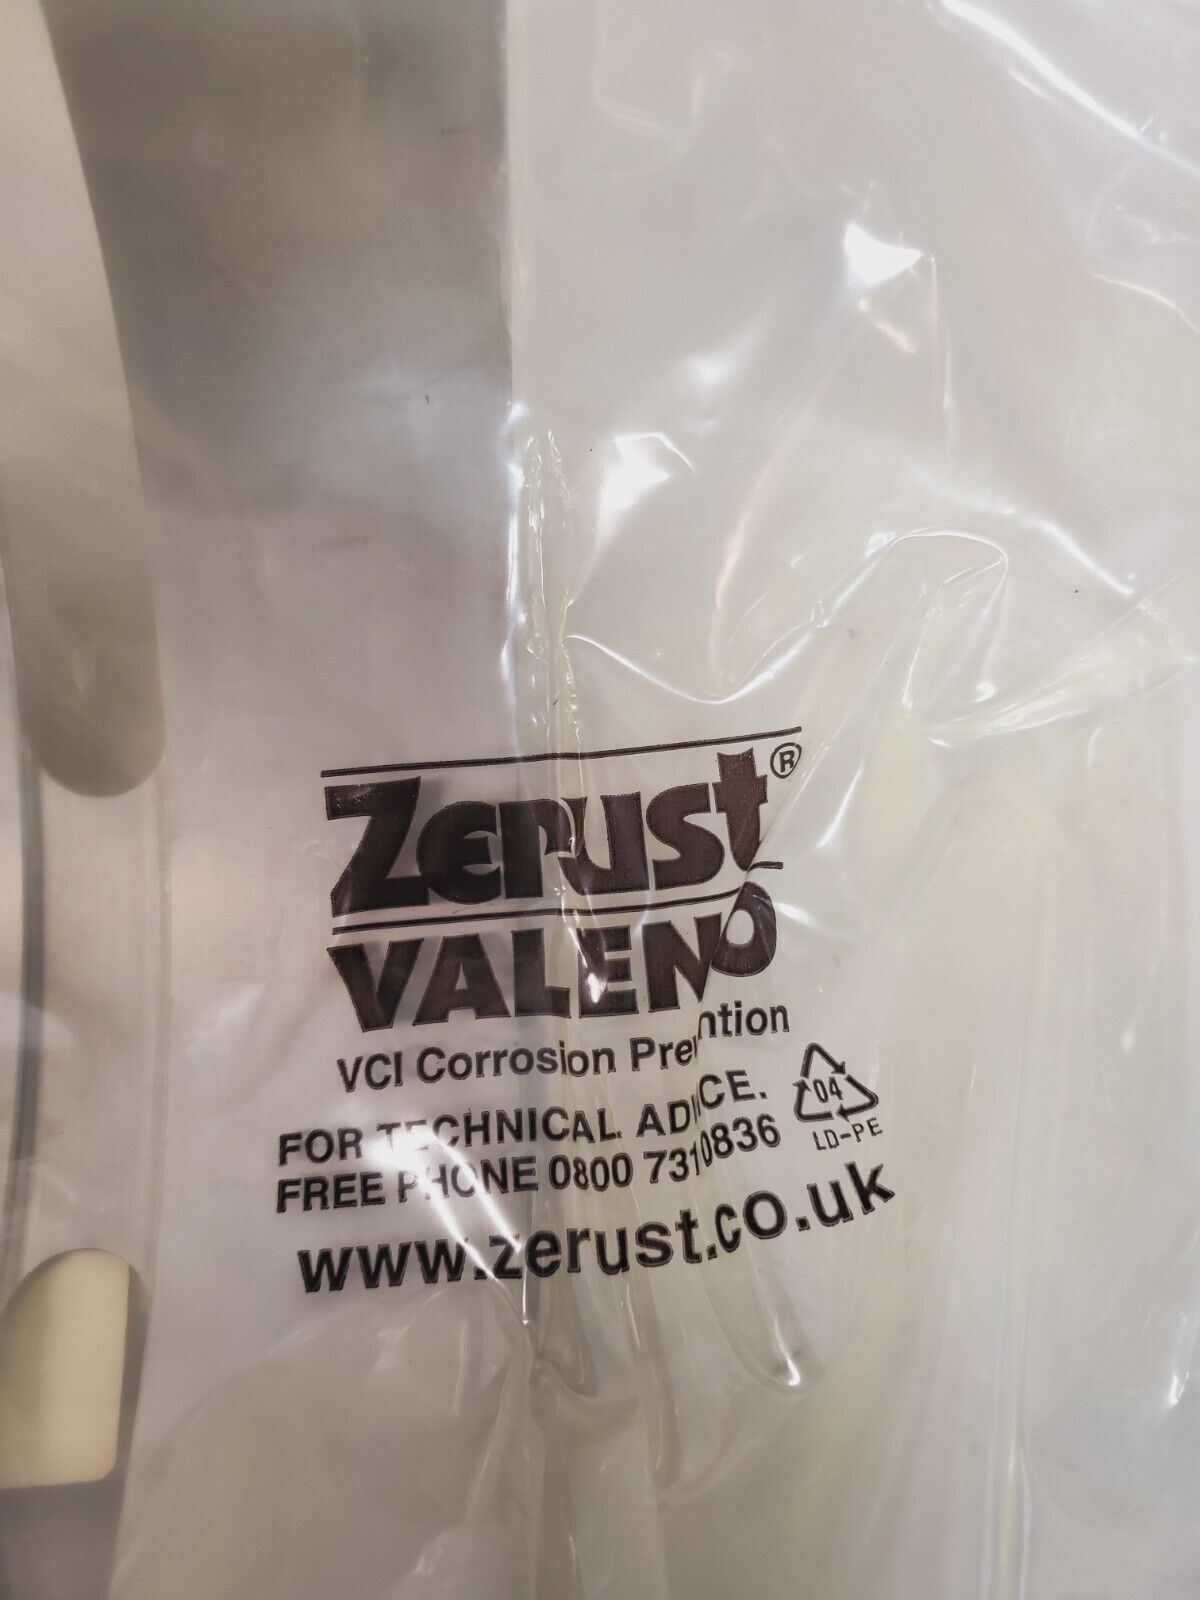 Zerust®
VALENO
VCI Corrosion Prevention
FOR TECHNICAL ADVICE.
FREE PHONE 0800 7310836
04
LD-PE
www.zerust.co.uk